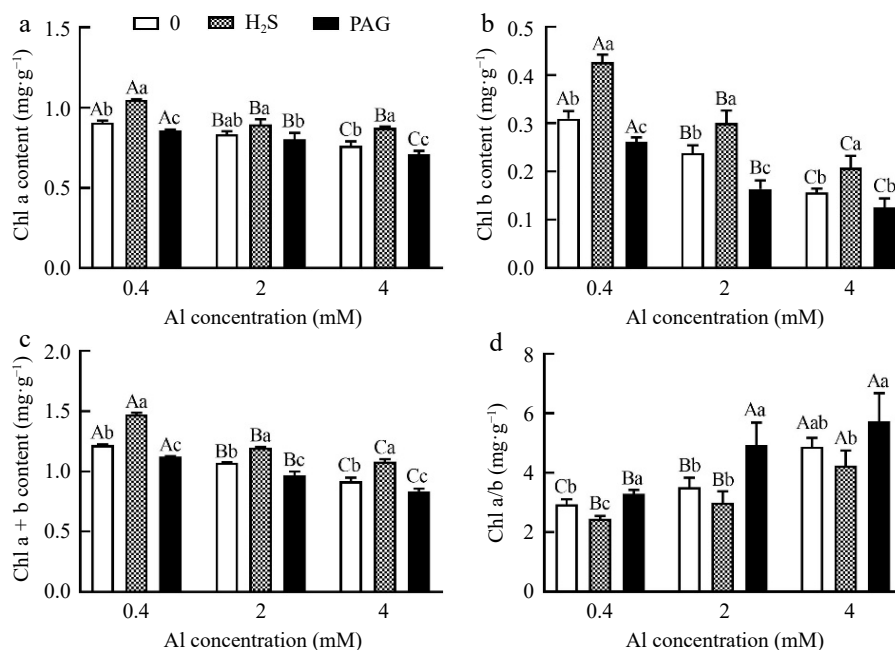 a
0 H₂S PAG
Chl a content (mg·g⁻¹)
1.5
1.0
0.5
0.0
Ab Aa Ac Bab Ba Bb Cb Ba Cc
0.4 2 4
Al concentration (mM)
b
Chl b content (mg·g⁻¹)
0.5
0.4
0.3
0.2
0.1
0.0
Ab Aa Ac Bb Ba Bc Cb Ca Cb
0.4 2 4
Al concentration (mM)
c
Chl a + b content (mg·g⁻¹)
2.0
1.5
1.0
0.5
0.0
Ab Aa Ac Bb Ba Bc Cb Ca Cc
0.4 2 4
Al concentration (mM)
d
Chl a/b (mg·g⁻¹)
8
6
4
2
0
Cb Bc Ba Bb Bb Aa Aab Ab Aa
0.4 2 4
Al concentration (mM)